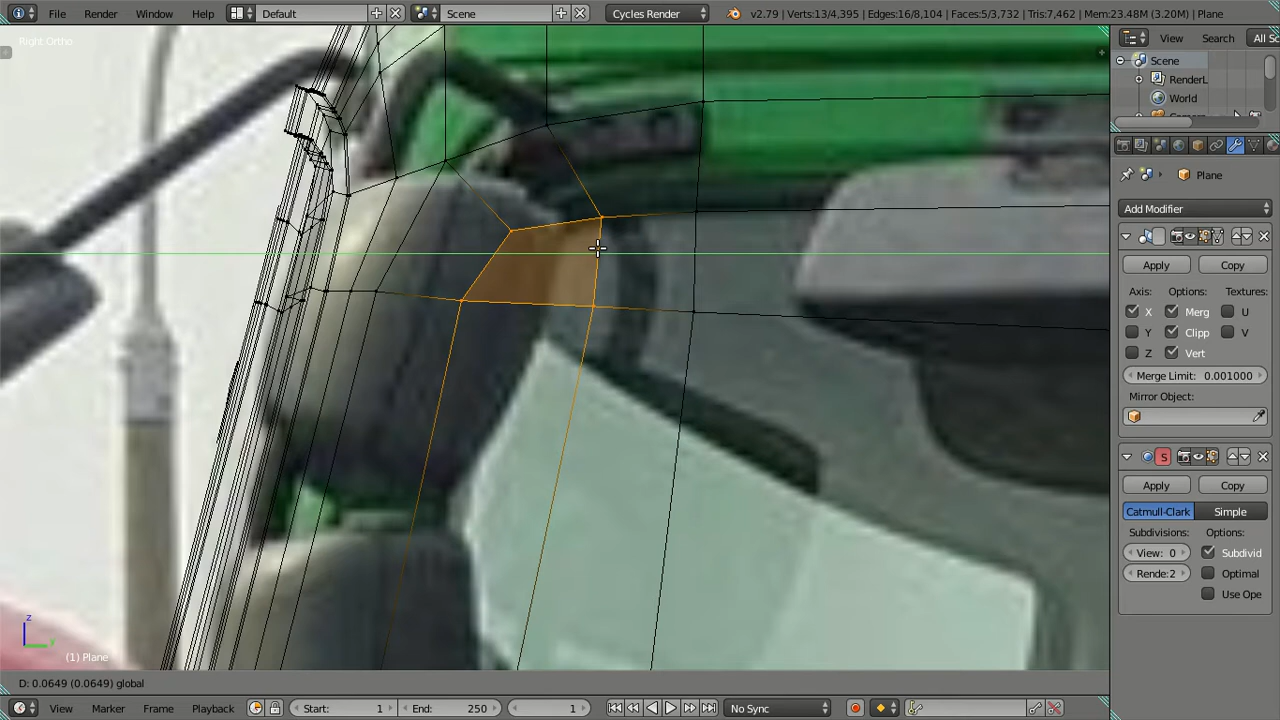 File Render Window Help Default Scene Cycles Render v2.79 | Verts:13/4,395 | Edges:16/8,104 | Faces:5/3,732 | Tris:7,462 | Mem:23.48M (3.20M) | Plane
Right Ortho
View Search All Sc
Scene
RenderL
World
Plane
Add Modifier
Apply Copy
Axis: Options: Textures:
X Merg U
Y Clipp V
Z Vert
Merge Limit: 0.001000
Mirror Object:
S
Apply Copy
Catmull-Clark Simple
Subdivisions: Options:
View: 0 Subdivid
Rende:2 Optimal
Use Ope
z
y
(1) Plane
D: 0.0649 (0.0649) global
View Marker Frame Playback Start: 1 End: 250 1 No Sync